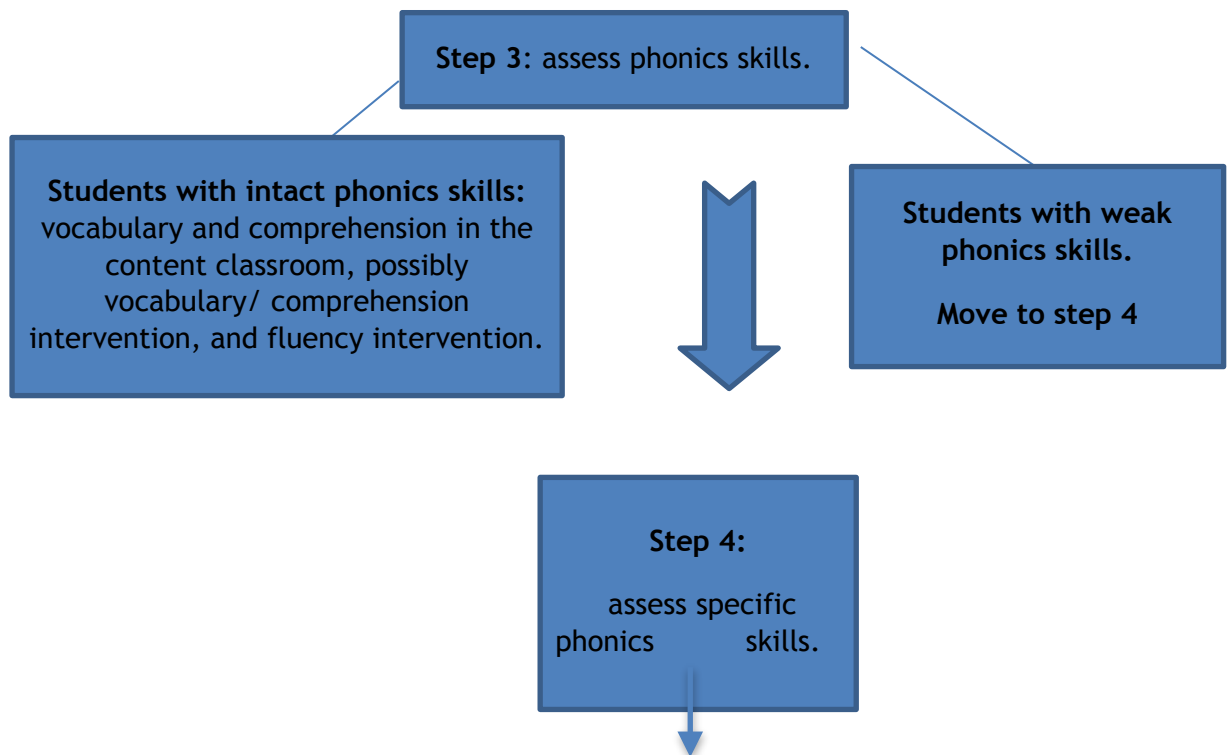 Step 3: assess phonics skills.
Students with intact phonics skills:
vocabulary and comprehension in the
content classroom, possibly
vocabulary/ comprehension
intervention, and fluency intervention.
Students with weak
phonics skills.
Move to step 4
Step 4:
assess specific
phonics skills.